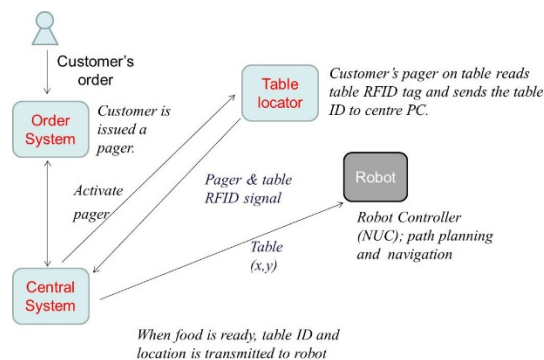 Customer's
order
Order
System
Customer is
issued a
pager.
Table
locator
Customer's pager on table reads
table RFID tag and sends the table
ID to centre PC.
Activate
pager
Pager & table
RFID signal
Robot
Robot Controller
(NUC); path planning
and navigation
Table
(x,y)
Central
System
When food is ready, table ID and
location is transmitted to robot